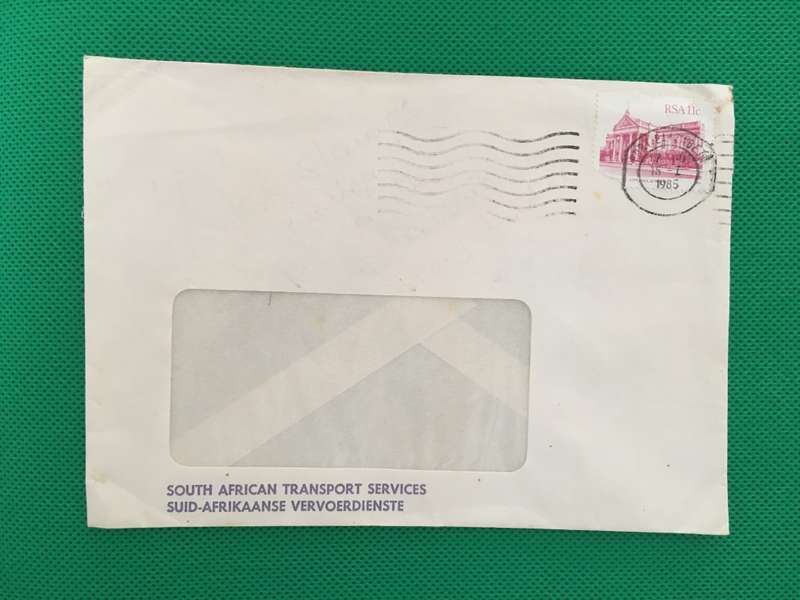 RSA 11c
1985
SOUTH AFRICAN TRANSPORT SERVICES
SUID-AFRIKAANSE VERVOERDIENSTE